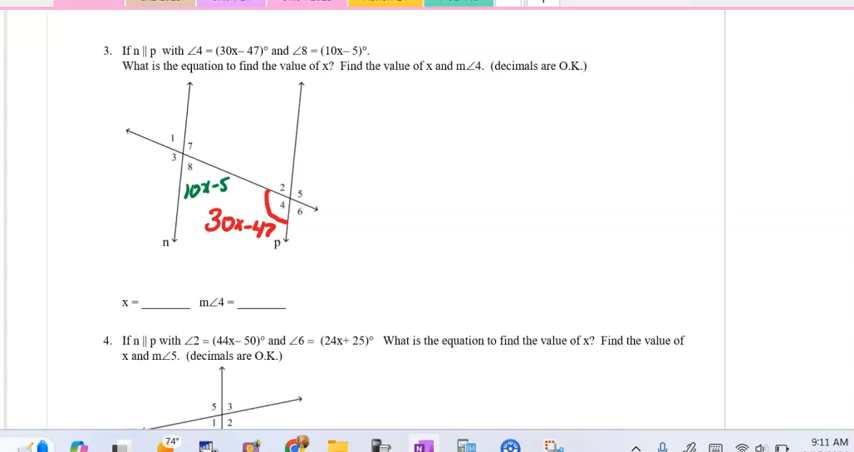 3. If n || p with ∠4 = (30x– 47)° and ∠8 = (10x– 5)°.
What is the equation to find the value of x? Find the value of x and m∠4. (decimals are O.K.)
1
7
3
8
10x-5
2
5
4
6
30x-47
n
p
x = ________ m∠4 = ________
4. If n || p with ∠2 = (44x– 50)° and ∠6 = (24x+ 25)° What is the equation to find the value of x? Find the value of
x and m∠5. (decimals are O.K.)
5 3
1 2
74°
9:11 AM